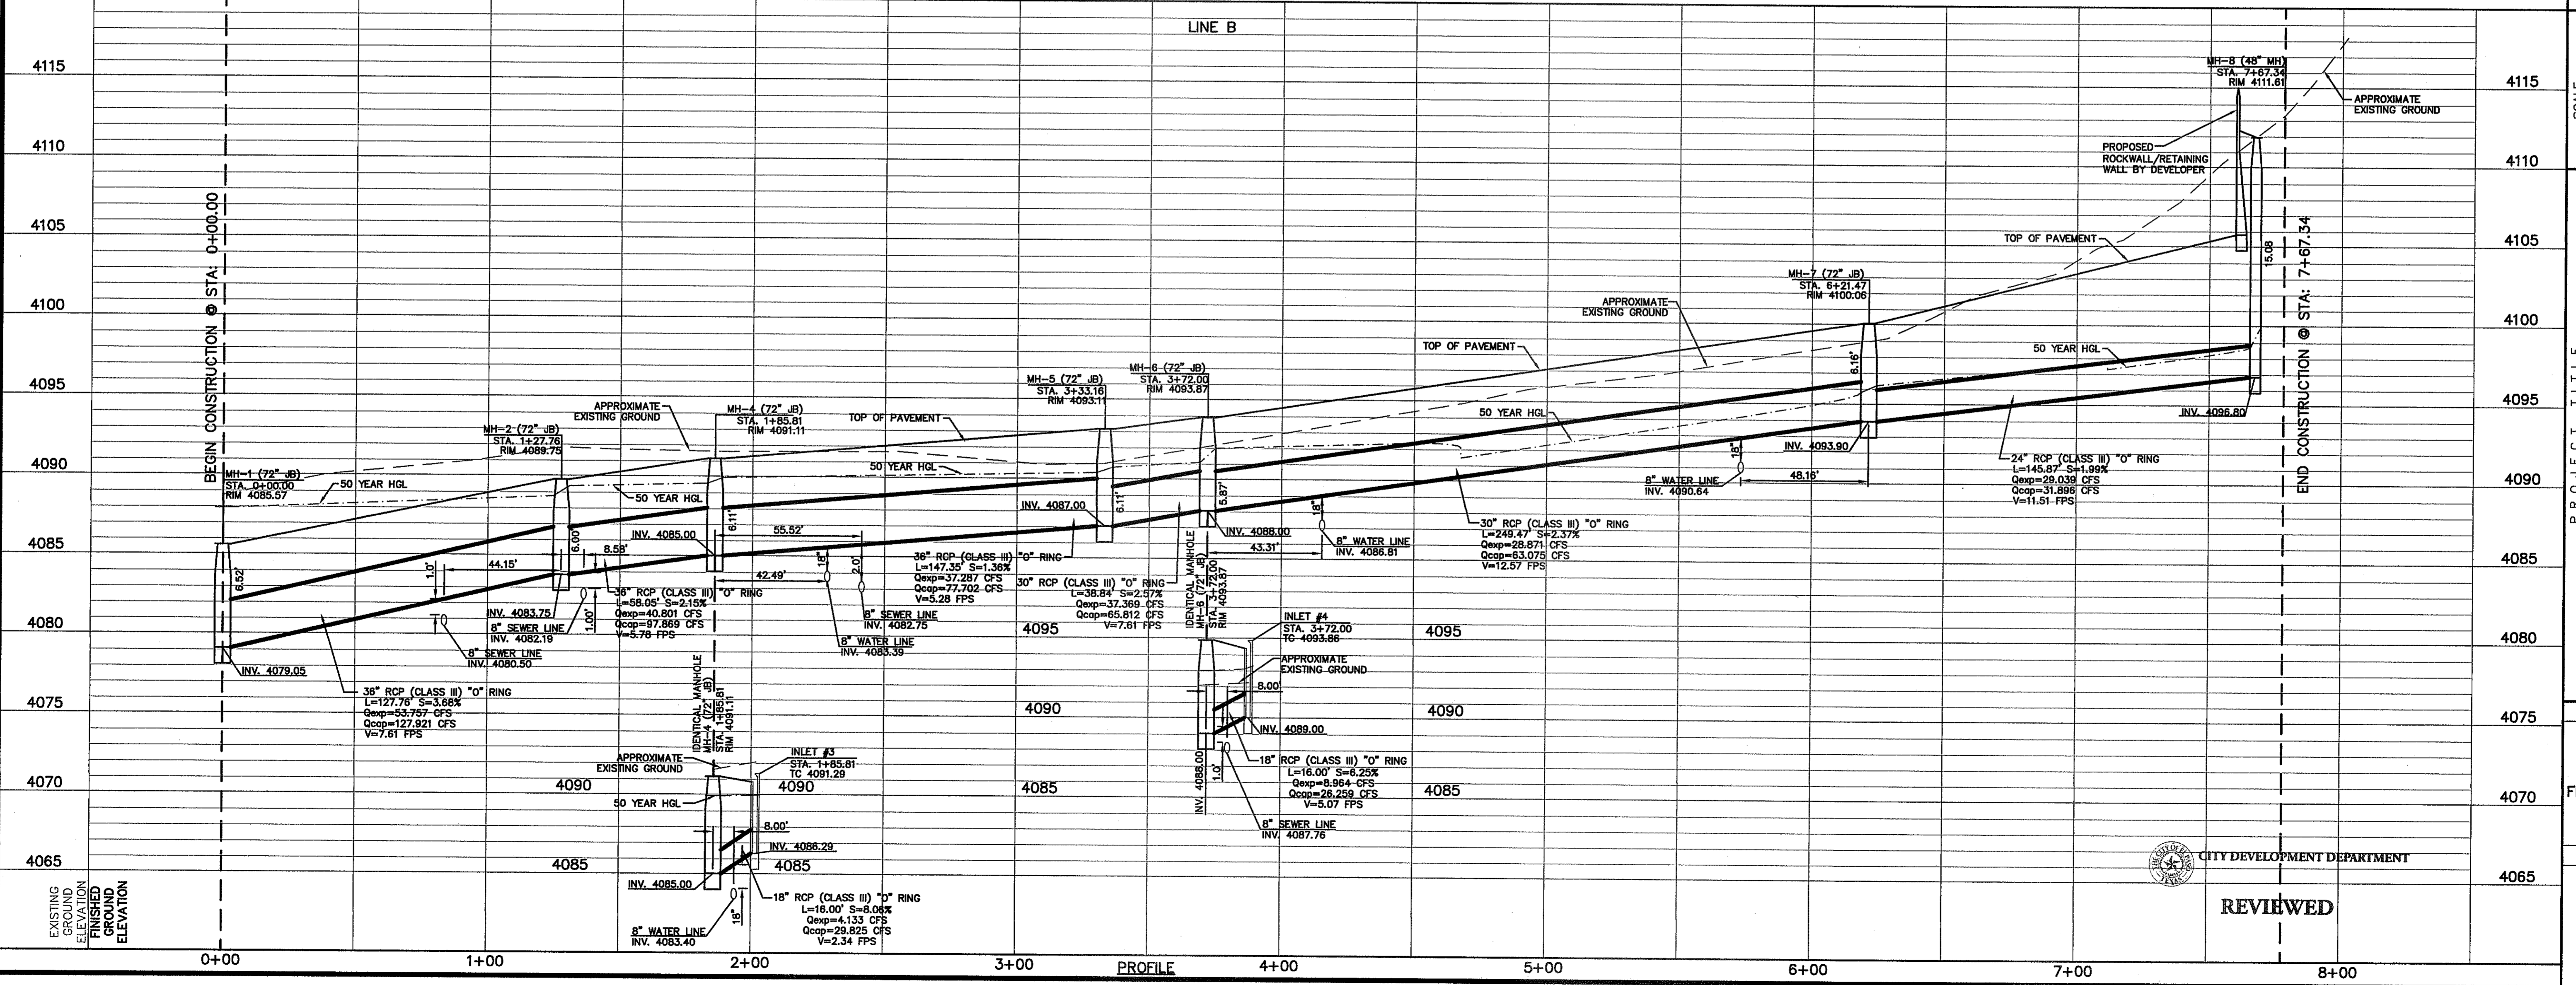 LINE B
4115
4110
4105
4100
4095
4090
4085
4080
4075
4070
4065
EXISTING
GROUND
ELEVATION
FINISHED
GROUND
ELEVATION
BEGIN CONSTRUCTION @ STA: 0+00.00
MH-1 (72" JB)
STA. 0+00.00
RIM 4085.57
50 YEAR HGL
6.52'
INV. 4079.05
36" RCP (CLASS III) "O" RING
L=127.76' S=3.68%
Qexp=53.757 CFS
Qcap=127.921 CFS
V=7.61 FPS
1.0'
44.15'
8" SEWER LINE
INV. 4080.50
MH-2 (72" JB)
STA. 1+27.76
RIM 4089.75
6.00'
8.58'
INV. 4083.75
8" SEWER LINE
INV. 4082.19
1.00'
50 YEAR HGL
36" RCP (CLASS III) "O" RING
L=58.05' S=2.15%
Qexp=40.801 CFS
Qcap=97.869 CFS
V=5.78 FPS
APPROXIMATE
EXISTING GROUND
MH-4 (72" JB)
STA. 1+85.81
RIM 4091.11
TOP OF PAVEMENT
50 YEAR HGL
6.11'
INV. 4085.00
55.52'
42.49'
18"
2.0'
8" SEWER LINE
INV. 4082.75
8" WATER LINE
INV. 4083.39
36" RCP (CLASS III) "O" RING
L=147.35' S=1.36%
Qexp=37.287 CFS
Qcap=77.702 CFS
V=5.28 FPS
MH-5 (72" JB)
STA. 3+33.16
RIM 4093.11
INV. 4087.00
6.11'
30" RCP (CLASS III) "O" RING
L=38.84' S=2.57%
Qexp=37.369 CFS
Qcap=65.812 CFS
V=7.61 FPS
MH-6 (72" JB)
STA. 3+72.00
RIM 4093.87
5.87'
INV. 4088.00
43.31'
18"
8" WATER LINE
INV. 4086.81
TOP OF PAVEMENT
50 YEAR HGL
APPROXIMATE
EXISTING GROUND
30" RCP (CLASS III) "O" RING
L=249.47' S=2.37%
Qexp=28.871 CFS
Qcap=63.075 CFS
V=12.57 FPS
MH-7 (72" JB)
STA. 6+21.47
RIM 4100.06
6.16'
INV. 4093.90
18"
8" WATER LINE
INV. 4090.64
48.16'
24" RCP (CLASS III) "O" RING
L=145.87' S=1.99%
Qexp=29.039 CFS
Qcap=31.896 CFS
V=11.51 FPS
TOP OF PAVEMENT
50 YEAR HGL
INV. 4096.80
MH-8 (48" MH)
STA. 7+67.34
RIM 4111.61
PROPOSED
ROCKWALL/RETAINING
WALL BY DEVELOPER
15.08
APPROXIMATE
EXISTING GROUND
END CONSTRUCTION @ STA: 7+67.34
4115
4110
4105
4100
4095
4090
4085
4080
4075
4070
4065
IDENTICAL MANHOLE
MH-4 (72" JB)
STA. 1+85.81
RIM 4091.11
APPROXIMATE
EXISTING GROUND
INLET #3
STA. 1+85.81
TC 4091.29
4090
4090
50 YEAR HGL
8.00'
INV. 4086.29
4085
4085
INV. 4085.00
18"
8" WATER LINE
INV. 4083.40
18" RCP (CLASS III) "O" RING
L=16.00' S=8.06%
Qexp=4.133 CFS
Qcap=29.825 CFS
V=2.34 FPS
IDENTICAL MANHOLE
MH-6 (72" JB)
STA. 3+72.00
RIM 4093.87
4095
4095
INLET #4
STA. 3+72.00
TC 4093.86
APPROXIMATE
EXISTING GROUND
8.00'
4090
4090
INV. 4089.00
INV. 4088.00
1.0'
4085
4085
18" RCP (CLASS III) "O" RING
L=16.00' S=6.25%
Qexp=8.964 CFS
Qcap=26.259 CFS
V=5.07 FPS
8" SEWER LINE
INV. 4087.76
CITY DEVELOPMENT DEPARTMENT
REVIEWED
0+00
1+00
2+00
3+00
4+00
5+00
6+00
7+00
8+00
PROFILE